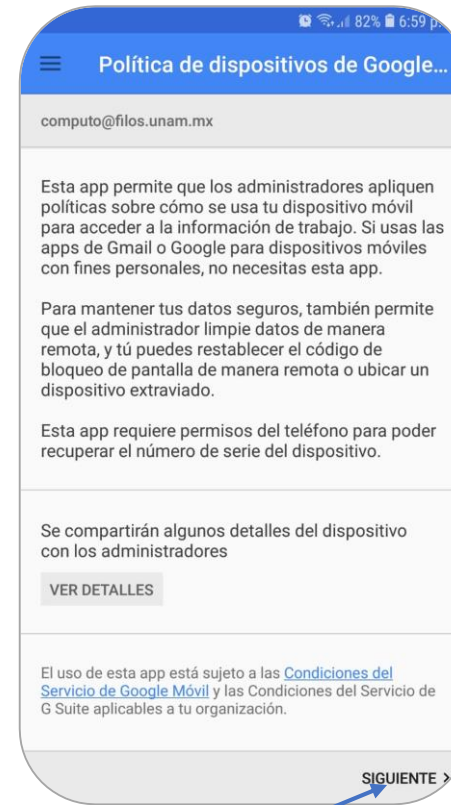 82% 6:59 p.
Política de dispositivos de Google...
computo@filos.unam.mx
Esta app permite que los administradores apliquen
políticas sobre cómo se usa tu dispositivo móvil
para acceder a la información de trabajo. Si usas las
apps de Gmail o Google para dispositivos móviles
con fines personales, no necesitas esta app.
Para mantener tus datos seguros, también permite
que el administrador limpie datos de manera
remota, y tú puedes restablecer el código de
bloqueo de pantalla de manera remota o ubicar un
dispositivo extraviado.
Esta app requiere permisos del teléfono para poder
recuperar el número de serie del dispositivo.
Se compartirán algunos detalles del dispositivo
con los administradores
VER DETALLES
El uso de esta app está sujeto a las Condiciones del
Servicio de Google Móvil y las Condiciones del Servicio de
G Suite aplicables a tu organización.
SIGUIENTE >